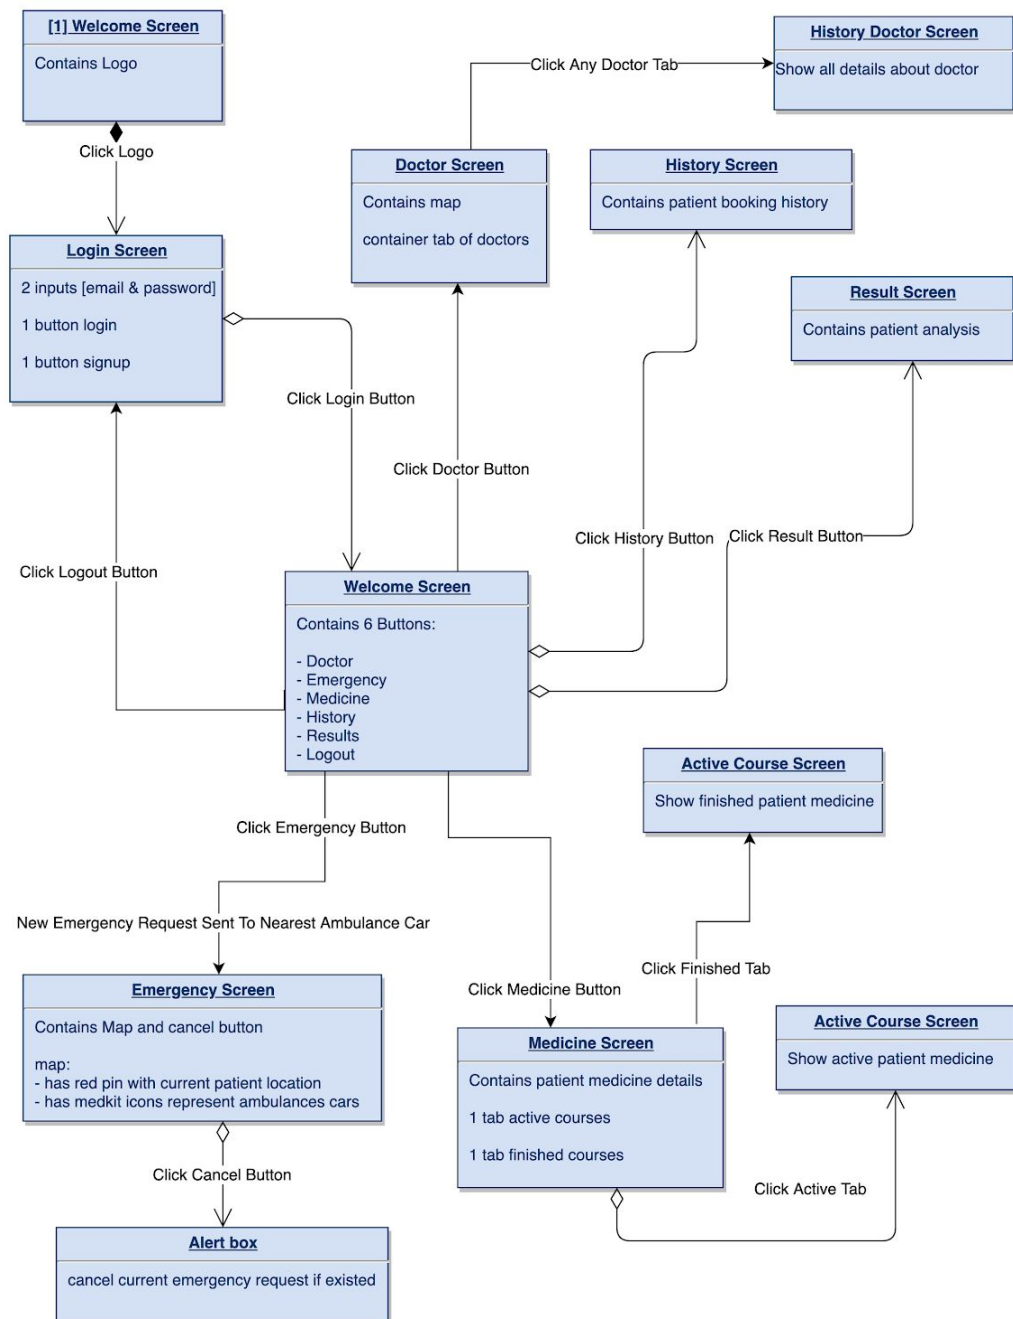 [1] Welcome Screen
Contains Logo
Click Logo
Login Screen
2 inputs [email & password]
1 button login
1 button signup
Click Login Button
Click Logout Button
Doctor Screen
Contains map
container tab of doctors
Click Any Doctor Tab
History Doctor Screen
Show all details about doctor
History Screen
Contains patient booking history
Result Screen
Contains patient analysis
Click Doctor Button
Click History Button
Click Result Button
Welcome Screen
Contains 6 Buttons:
- Doctor
- Emergency
- Medicine
- History
- Results
- Logout
Click Emergency Button
New Emergency Request Sent To Nearest Ambulance Car
Emergency Screen
Contains Map and cancel button
map:
- has red pin with current patient location
- has medkit icons represent ambulances cars
Click Cancel Button
Alert box
cancel current emergency request if existed
Click Medicine Button
Medicine Screen
Contains patient medicine details
1 tab active courses
1 tab finished courses
Click Finished Tab
Active Course Screen
Show finished patient medicine
Click Active Tab
Active Course Screen
Show active patient medicine